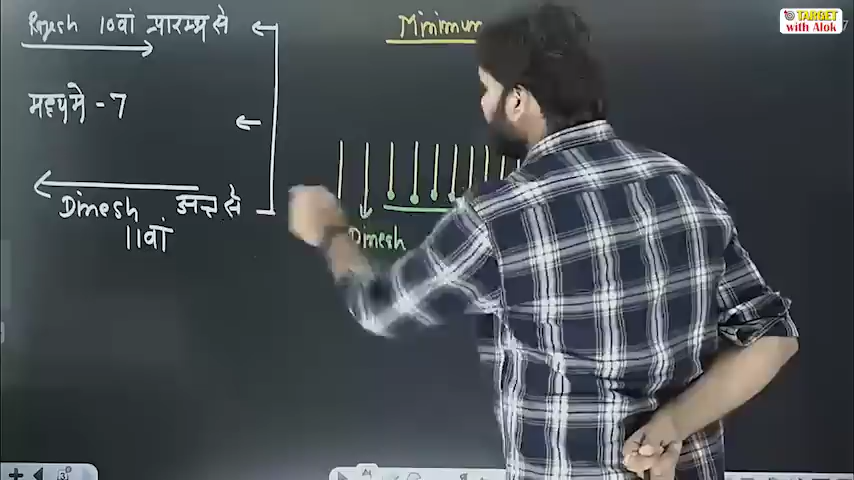 Rajesh 10वां प्रारम्भ से
Minimum
मध्य मे - 7
Dinesh अन्त से
11वां
Dinesh
TARGET
with Alok